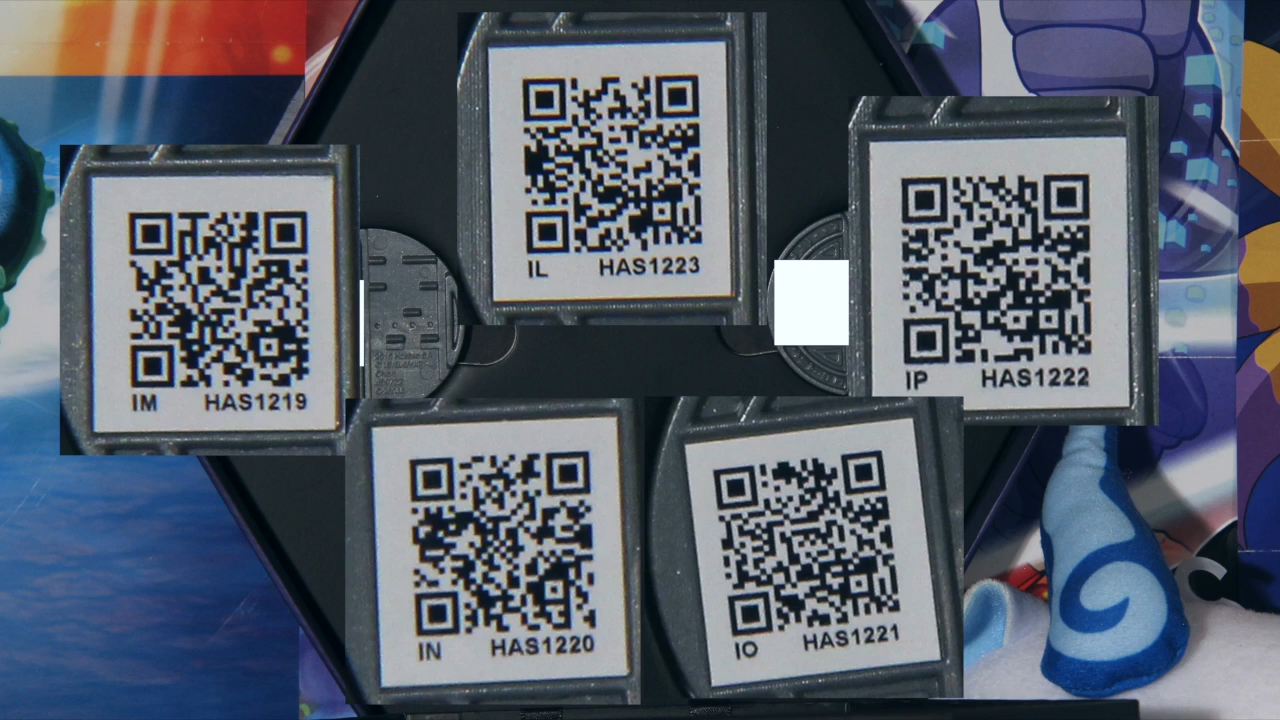 IL HAS1223
IM HAS1219
IP HAS1222
IN HAS1220
IO HAS1221